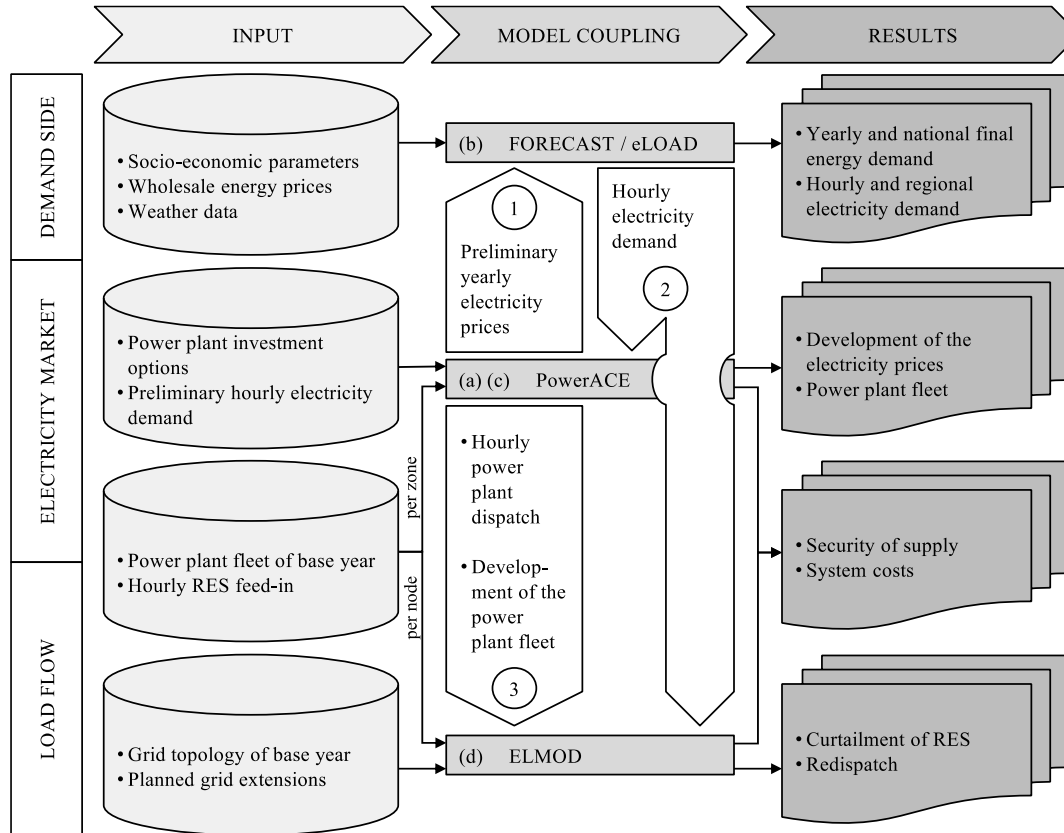 INPUT
MODEL COUPLING
RESULTS
DEMAND SIDE
• Socio-economic parameters
• Wholesale energy prices
• Weather data
(b) FORECAST / eLOAD
• Yearly and national final
energy demand
• Hourly and regional
electricity demand
1
Preliminary
yearly
electricity
prices
Hourly
electricity
demand
2
ELECTRICITY MARKET
• Power plant investment
options
• Preliminary hourly electricity
demand
(a) (c) PowerACE
• Development of the
electricity prices
• Power plant fleet
per zone
per node
• Power plant fleet of base year
• Hourly RES feed-in
• Hourly
power
plant
dispatch
• Develop-
ment of the
power
plant fleet
3
• Security of supply
• System costs
LOAD FLOW
• Grid topology of base year
• Planned grid extensions
(d) ELMOD
• Curtailment of RES
• Redispatch